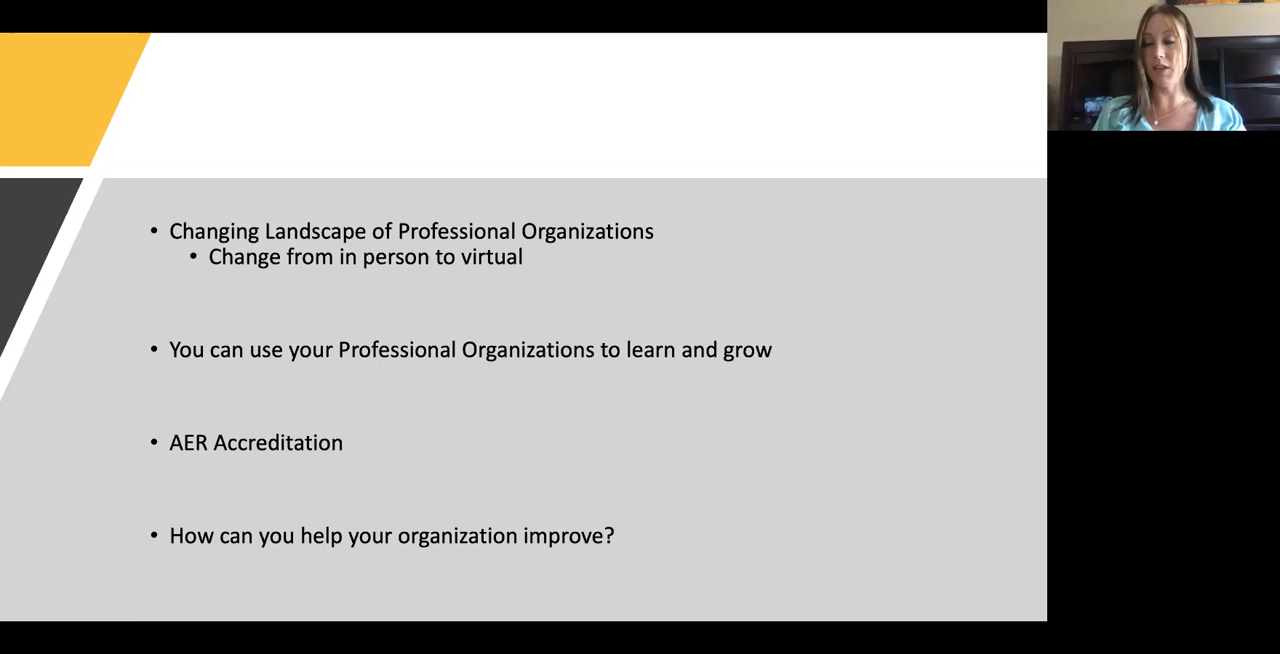 • Changing Landscape of Professional Organizations
• Change from in person to virtual
• You can use your Professional Organizations to learn and grow
• AER Accreditation
• How can you help your organization improve?